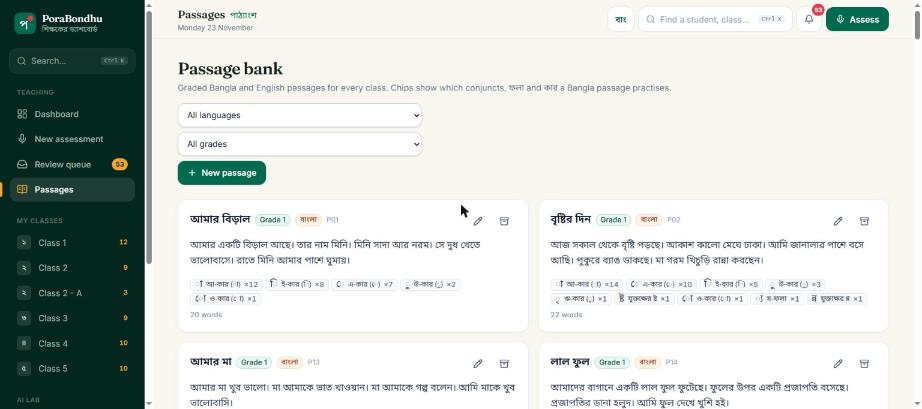 PoraBondhu
শিক্ষকের ড্যাশবোর্ড
Search... Ctrl K
TEACHING
Dashboard
New assessment
Review queue 53
Passages
MY CLASSES
১ Class 1 12
২ Class 2 9
২ Class 2 - A 3
৩ Class 3 9
৪ Class 4 10
৫ Class 5 10
AI LAB
Passages পাঠ্যাংশ
Monday 23 November
বাং
Find a student, class... Ctrl K
53
Assess
Passage bank
Graded Bangla and English passages for every class. Chips show which conjuncts, ফলা and কার a Bangla passage practises.
All languages
All grades
+ New passage
আমার বিড়াল Grade 1 বাংলা P01
আমার একটি বিড়াল আছে। তার নাম মিনি। মিনি সাদা আর নরম। সে দুধ খেতে
ভালোবাসে। রাতে মিনি আমার পাশে ঘুমায়।
া আ-কার (া) ×12 ি ই-কার (ি) ×8 ে এ-কার (ে) ×7 ু উ-কার (ু) ×2
ো ও-কার (ো) ×1
20 words
বৃষ্টির দিন Grade 1 বাংলা P02
আজ সকাল থেকে বৃষ্টি পড়ছে। আকাশ কালো মেঘে ঢাকা। আমি জানালার পাশে বসে
আছি। পুকুরে ব্যাঙ ডাকছে। মা গরম খিচুড়ি রান্না করছেন।
া আ-কার (া) ×14 ে এ-কার (ে) ×10 ি ই-কার (ি) ×5 ু উ-কার (ু) ×3
ৃ ঋ-কার (ৃ) ×1 ষ্ট যুক্তাক্ষর ষ্ট ×1 ো ও-কার (ো) ×1 ্য য-ফলা ×1 ন্ন যুক্তাক্ষর ন্ন ×1
22 words
আমার মা Grade 1 বাংলা P13
আমার মা খুব ভালো। মা আমাকে ভাত খাওয়ান। মা আমাকে গল্প বলেন। আমি মাকে খুব
ভালোবাসি।
লাল ফুল Grade 1 বাংলা P14
আমাদের বাগানে একটি লাল ফুল ফুটেছে। ফুলের উপর একটি প্রজাপতি বসেছে।
প্রজাপতির ডানা হলুদ। আমি ফুল দেখে খুশি হই।